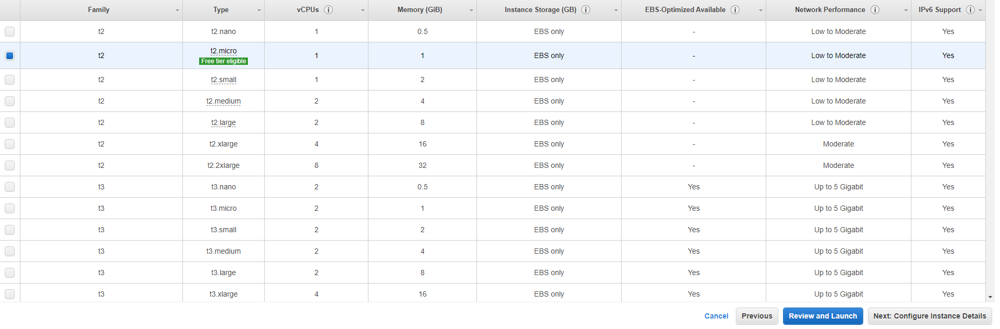 Family Type vCPUs i Memory (GiB) Instance Storage (GB) i EBS-Optimized Available i Network Performance i IPv6 Support i
t2 t2.nano 1 0.5 EBS only - Low to Moderate Yes
t2 t2.micro 1 1 EBS only - Low to Moderate Yes
Free tier eligible
t2 t2.small 1 2 EBS only - Low to Moderate Yes
t2 t2.medium 2 4 EBS only - Low to Moderate Yes
t2 t2.large 2 8 EBS only - Low to Moderate Yes
t2 t2.xlarge 4 16 EBS only - Moderate Yes
t2 t2.2xlarge 8 32 EBS only - Moderate Yes
t3 t3.nano 2 0.5 EBS only Yes Up to 5 Gigabit Yes
t3 t3.micro 2 1 EBS only Yes Up to 5 Gigabit Yes
t3 t3.small 2 2 EBS only Yes Up to 5 Gigabit Yes
t3 t3.medium 2 4 EBS only Yes Up to 5 Gigabit Yes
t3 t3.large 2 8 EBS only Yes Up to 5 Gigabit Yes
t3 t3.xlarge 4 16 EBS only Yes Up to 5 Gigabit Yes
Cancel Previous Review and Launch Next: Configure Instance Details